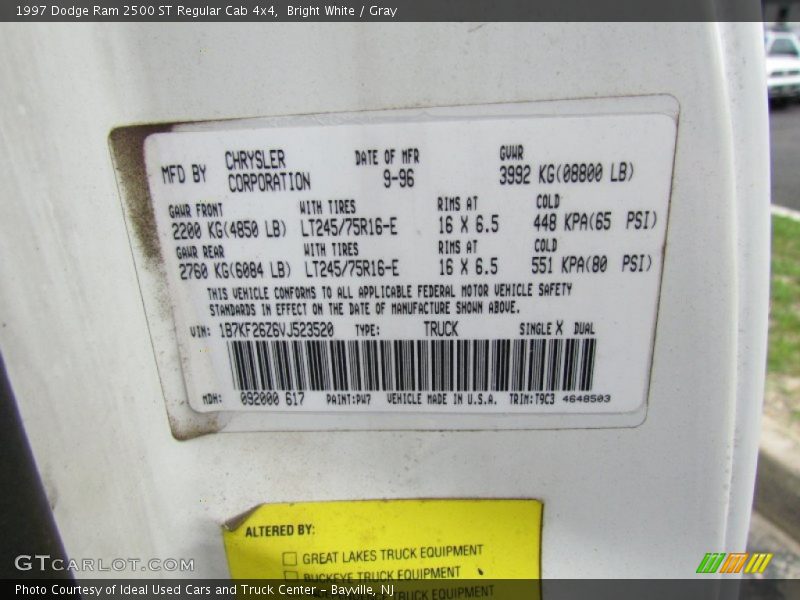 1997 Dodge Ram 2500 ST Regular Cab 4x4, Bright White / Gray
MFD BY CHRYSLER CORPORATION DATE OF MFR 9-96 GVWR 3992 KG(08800 LB)
GAWR FRONT WITH TIRES RIMS AT COLD
2200 KG(4850 LB) LT245/75R16-E 16 X 6.5 448 KPA(65 PSI)
GAWR REAR WITH TIRES RIMS AT COLD
2760 KG(6084 LB) LT245/75R16-E 16 X 6.5 551 KPA(80 PSI)
THIS VEHICLE CONFORMS TO ALL APPLICABLE FEDERAL MOTOR VEHICLE SAFETY
STANDARDS IN EFFECT ON THE DATE OF MANUFACTURE SHOWN ABOVE.
VIN: 1B7KF26Z6VJ523520 TYPE: TRUCK SINGLE X DUAL
MDH: 092000 617 PAINT:PW7 VEHICLE MADE IN U.S.A. TRIM:T9C3 4648503
ALTERED BY:
GREAT LAKES TRUCK EQUIPMENT
BUCKEYE TRUCK EQUIPMENT
TRUCK EQUIPMENT
GTCARLOT.COM
Photo Courtesy of Ideal Used Cars and Truck Center – Bayville, NJ